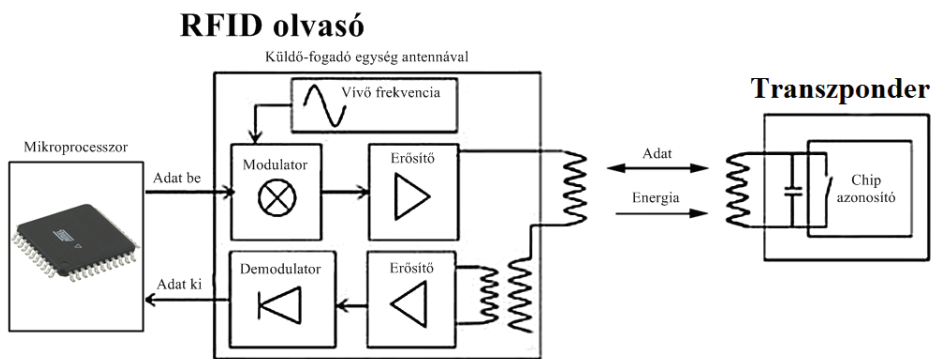 RFID olvasó
Küldő-fogadó egység antennával
Vívő frekvencia
Transzponder
Mikroprocesszor
Adat be
Modulator
Erősítő
Adat
Energia
Chip
azonosító
Adat ki
Demodulator
Erősítő